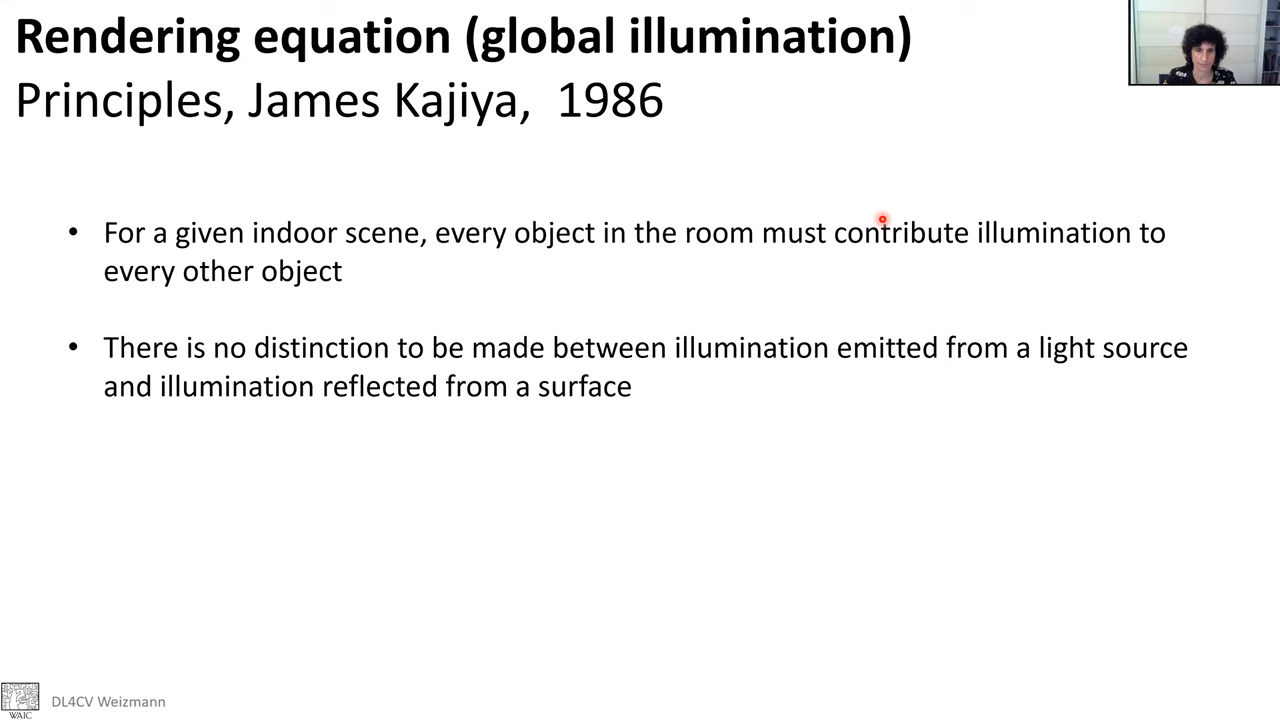 Rendering equation (global illumination)
Principles, James Kajiya, 1986
• For a given indoor scene, every object in the room must contribute illumination to
every other object
• There is no distinction to be made between illumination emitted from a light source
and illumination reflected from a surface
WAIC
DL4CV Weizmann